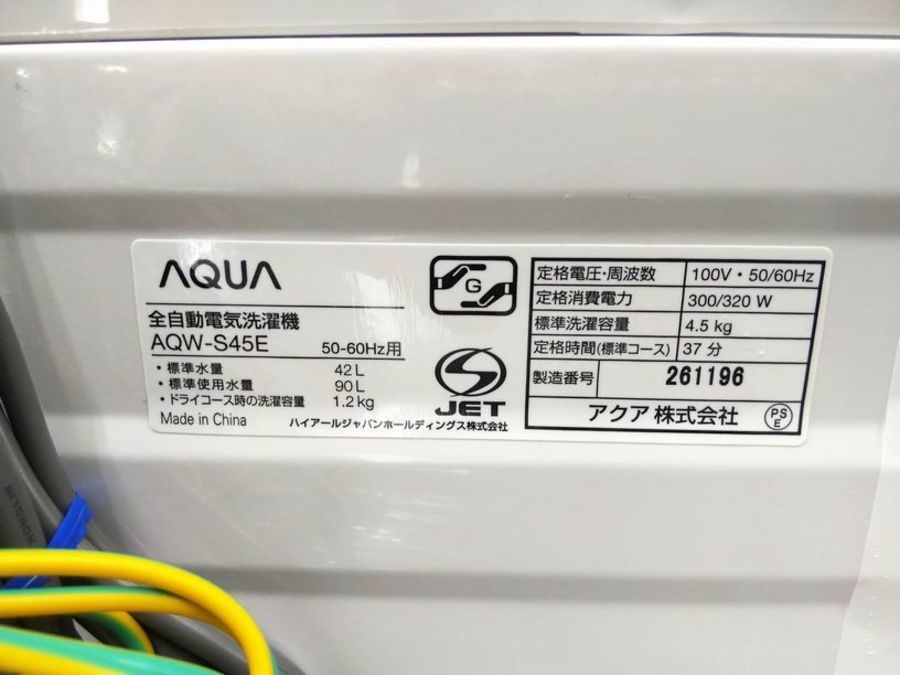 AQUA
全自動電気洗濯機
AQW-S45E 50-60Hz用
・標準水量 42L
・標準使用水量 90L
・ドライコース時の洗濯容量 1.2kg
Made in China
ハイアールジャパンホールディングス株式会社
G
S
JET
定格電圧・周波数 100V・50/60Hz
定格消費電力 300/320 W
標準洗濯容量 4.5 kg
定格時間(標準コース) 37 分
製造番号 261196
アクア 株式会社
PS
E
HONGLIN